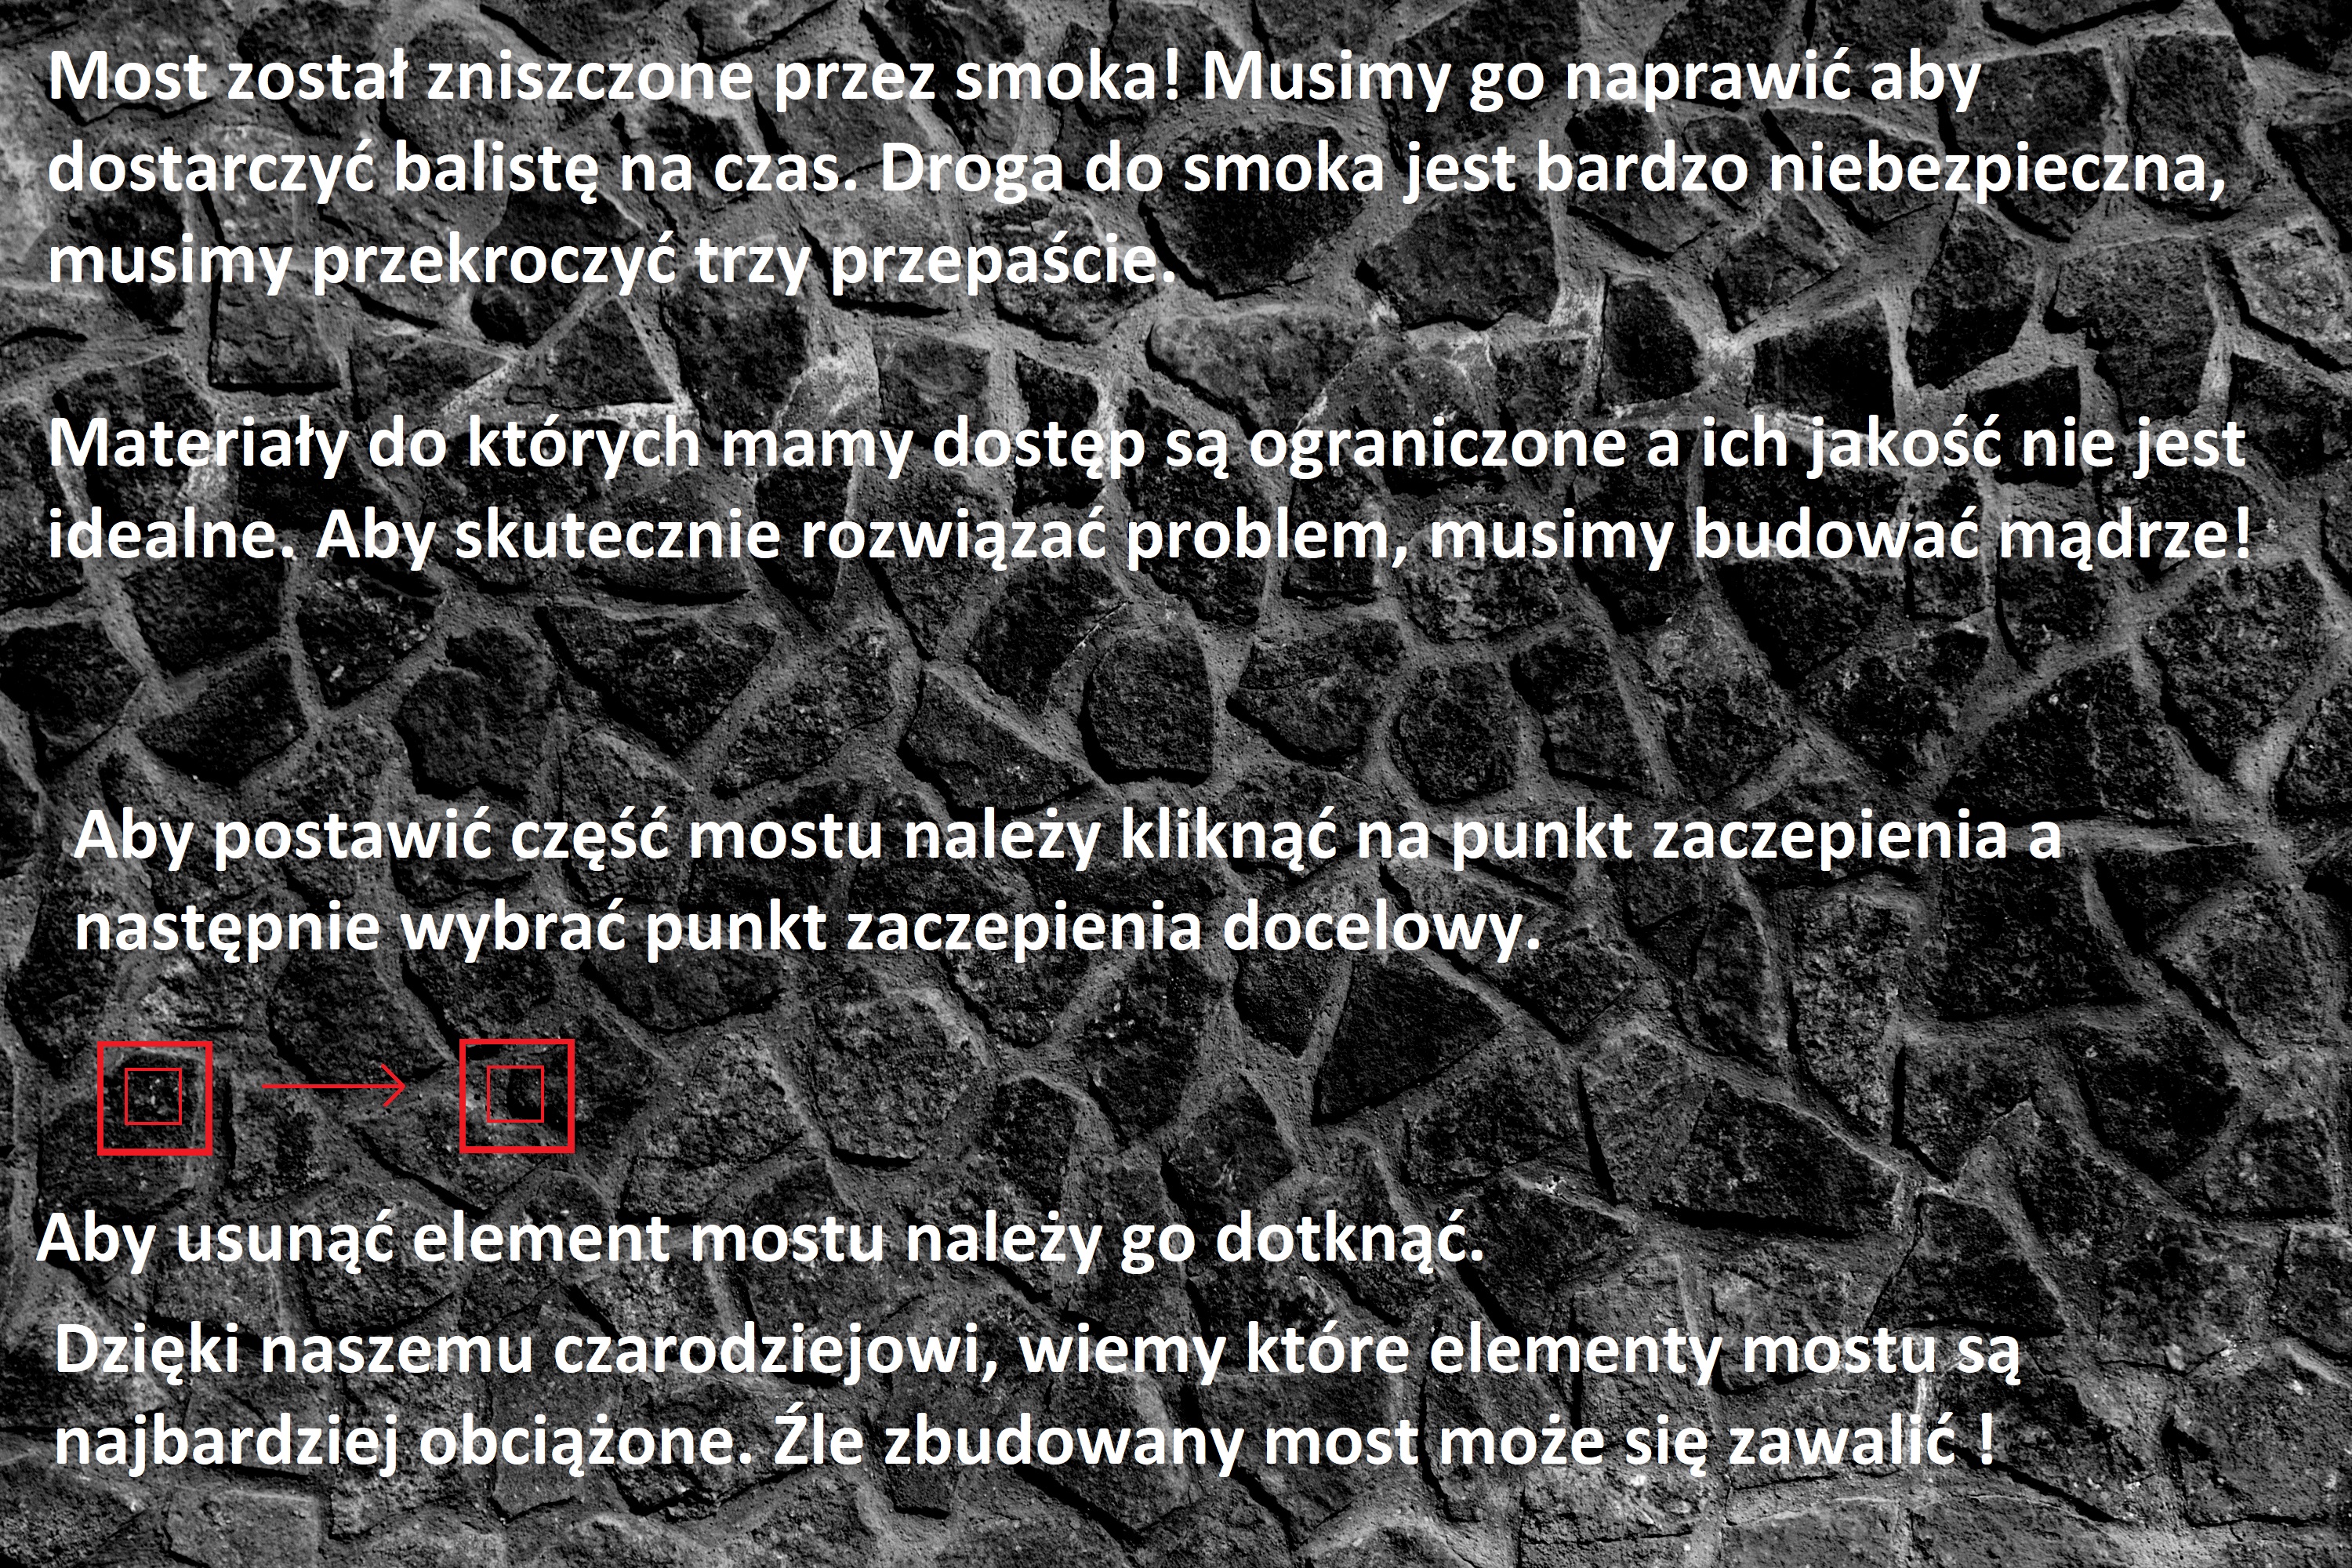 Most został zniszczone przez smoka! Musimy go naprawić aby
dostarczyć balistę na czas. Droga do smoka jest bardzo niebezpieczna,
musimy przekroczyć trzy przepaście.
Materiały do których mamy dostęp są ograniczone a ich jakość nie jest
idealne. Aby skutecznie rozwiązać problem, musimy budować mądrze!
Aby postawić część mostu należy kliknąć na punkt zaczepienia a
następnie wybrać punkt zaczepienia docelowy.
Aby usunąć element mostu należy go dotknąć.
Dzięki naszemu czarodziejowi, wiemy które elementy mostu są
najbardziej obciążone. Źle zbudowany most może się zawalić !